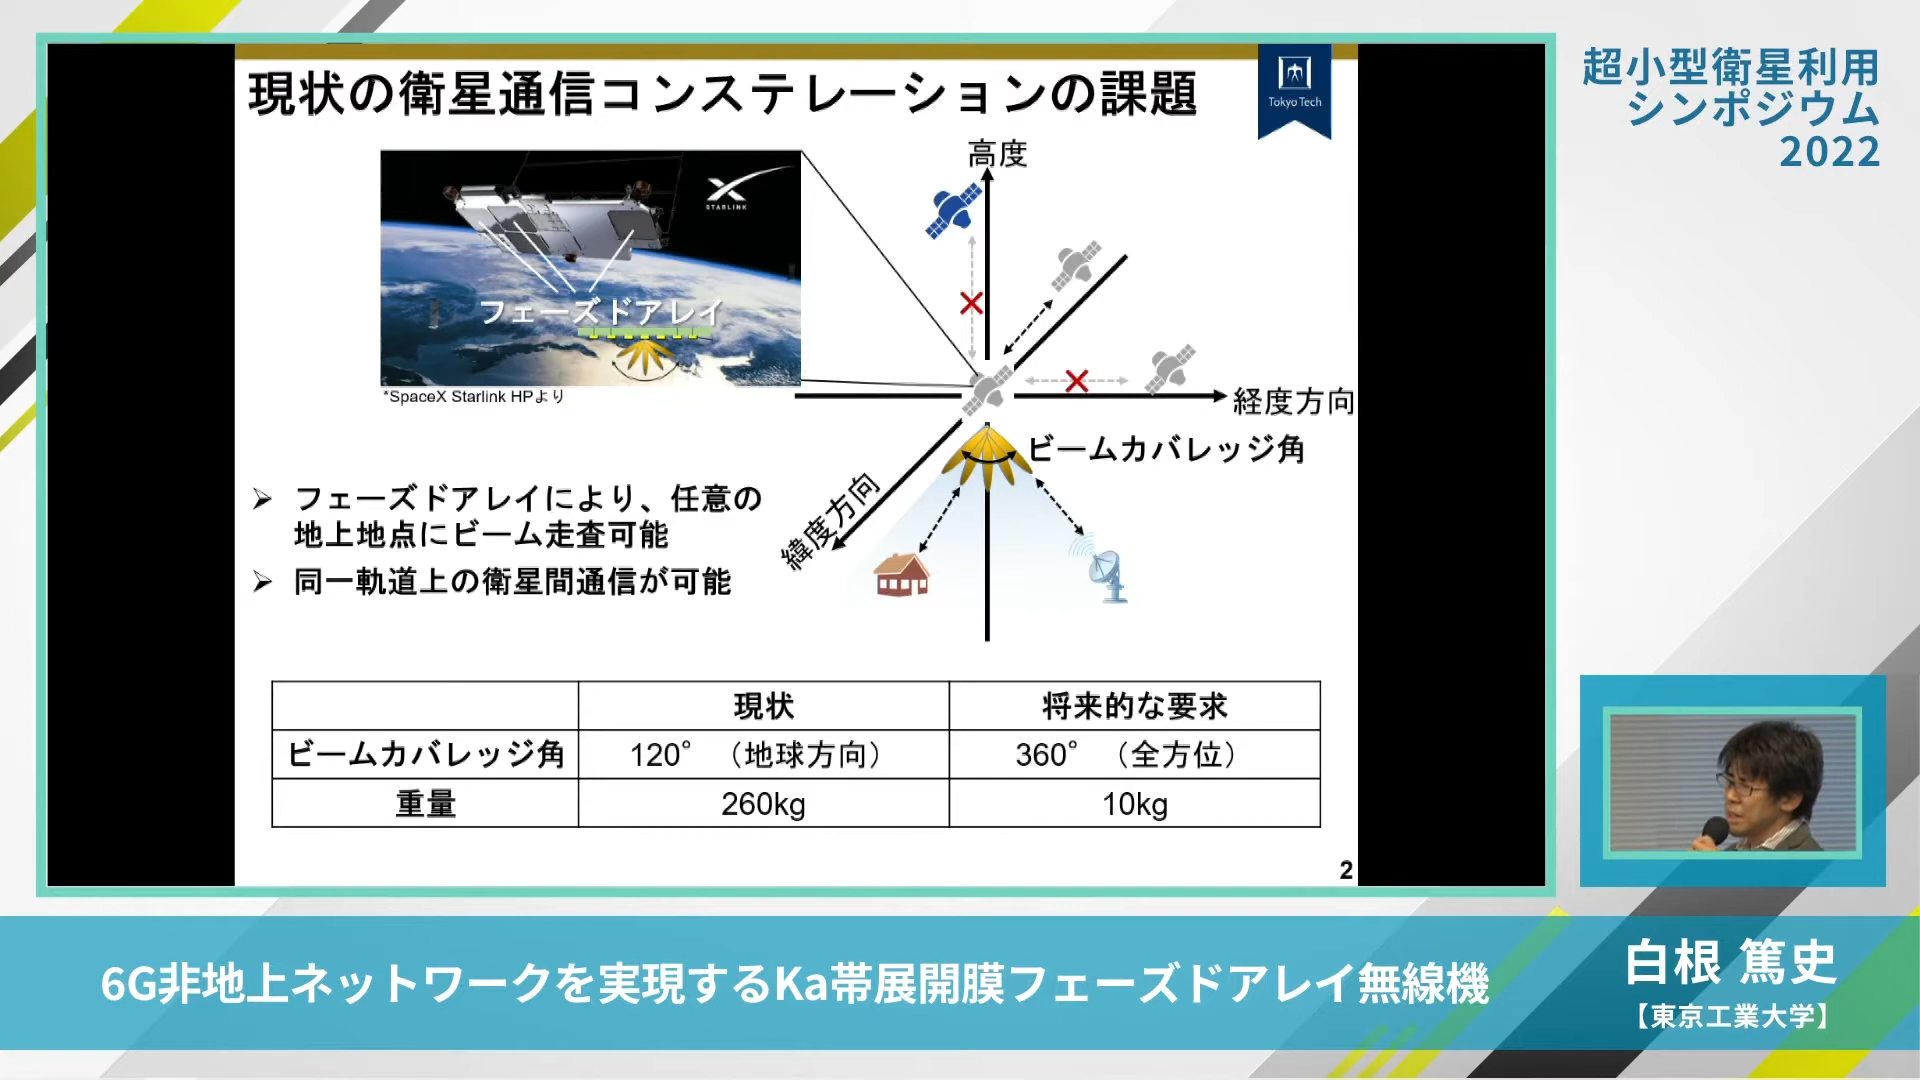 現状の衛星通信コンステレーションの課題
Tokyo Tech
超小型衛星利用
シンポジウム
2022
STARLINK
フェーズドアレイ
*SpaceX Starlink HPより
高度
経度方向
緯度方向
ビームカバレッジ角
➢ フェーズドアレイにより、任意の
地上地点にビーム走査可能
➢ 同一軌道上の衛星間通信が可能
現状 将来的な要求
ビームカバレッジ角 120°（地球方向） 360°（全方位）
重量 260kg 10kg
2
6G非地上ネットワークを実現するKa帯展開膜フェーズドアレイ無線機
白根 篤史
【東京工業大学】